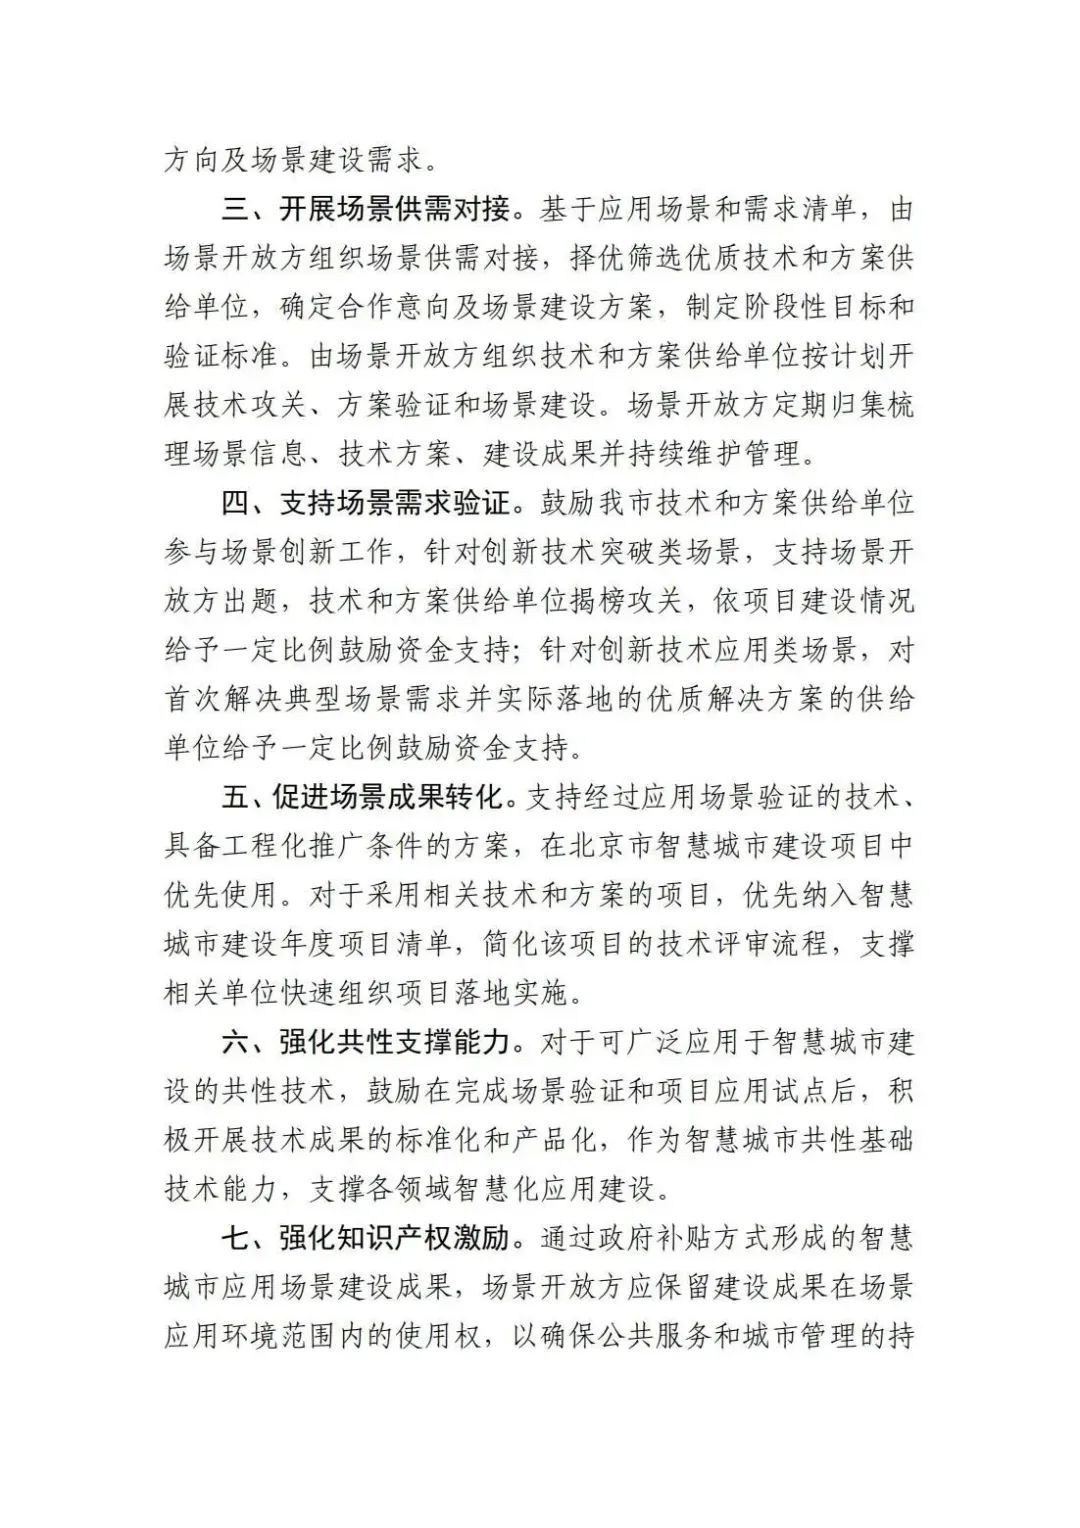 方向及场景建设需求。
三、开展场景供需对接。基于应用场景和需求清单，由
场景开放方组织场景供需对接，择优筛选优质技术和方案供
给单位，确定合作意向及场景建设方案，制定阶段性目标和
验证标准。由场景开放方组织技术和方案供给单位按计划开
展技术攻关、方案验证和场景建设。场景开放方定期归集梳
理场景信息、技术方案、建设成果并持续维护管理。
四、支持场景需求验证。鼓励我市技术和方案供给单位
参与场景创新工作，针对创新技术突破类场景，支持场景开
放方出题，技术和方案供给单位揭榜攻关，依项目建设情况
给予一定比例鼓励资金支持；针对创新技术应用类场景，对
首次解决典型场景需求并实际落地的优质解决方案的供给
单位给予一定比例鼓励资金支持。
五、促进场景成果转化。支持经过应用场景验证的技术、
具备工程化推广条件的方案，在北京市智慧城市建设项目中
优先使用。对于采用相关技术和方案的项目，优先纳入智慧
城市建设年度项目清单，简化该项目的技术评审流程，支撑
相关单位快速组织项目落地实施。
六、强化共性支撑能力。对于可广泛应用于智慧城市建
设的共性技术，鼓励在完成场景验证和项目应用试点后，积
极开展技术成果的标准化和产品化，作为智慧城市共性基础
技术能力，支撑各领域智慧化应用建设。
七、强化知识产权激励。通过政府补贴方式形成的智慧
城市应用场景建设成果，场景开放方应保留建设成果在场景
应用环境范围内的使用权，以确保公共服务和城市管理的持